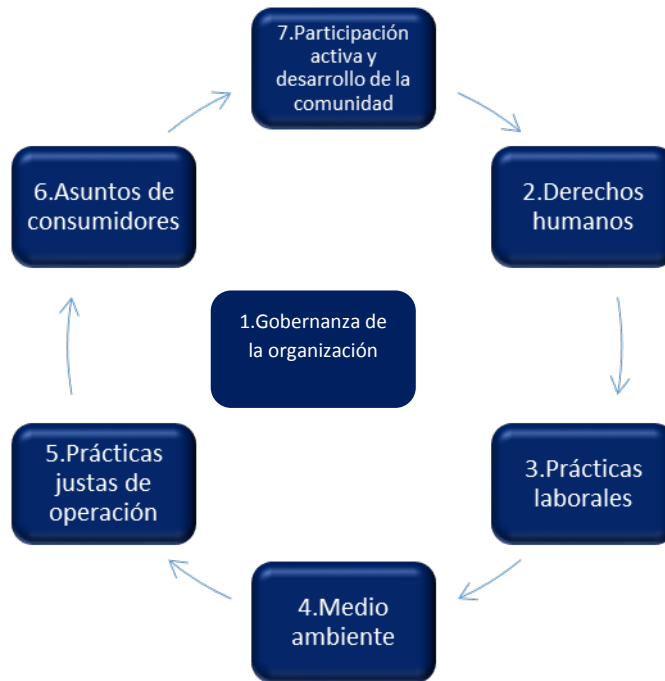 7.Participación
activa y
desarrollo de la
comunidad
6.Asuntos de
consumidores
2.Derechos
humanos
1.Gobernanza de
la organización
5.Prácticas
justas de
operación
3.Prácticas
laborales
4.Medio
ambiente